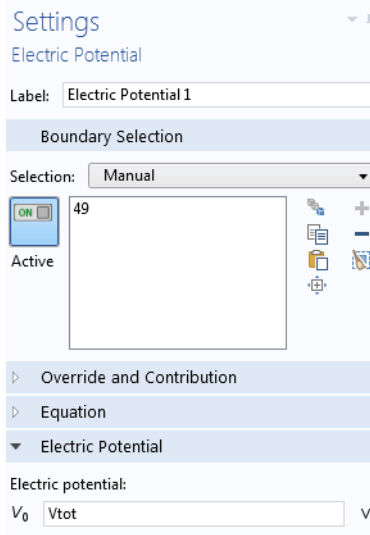 Settings
Electric Potential
Label: Electric Potential 1
Boundary Selection
Selection: Manual
ON
49
Active
Override and Contribution
Equation
Electric Potential
Electric potential:
V₀ Vtot V